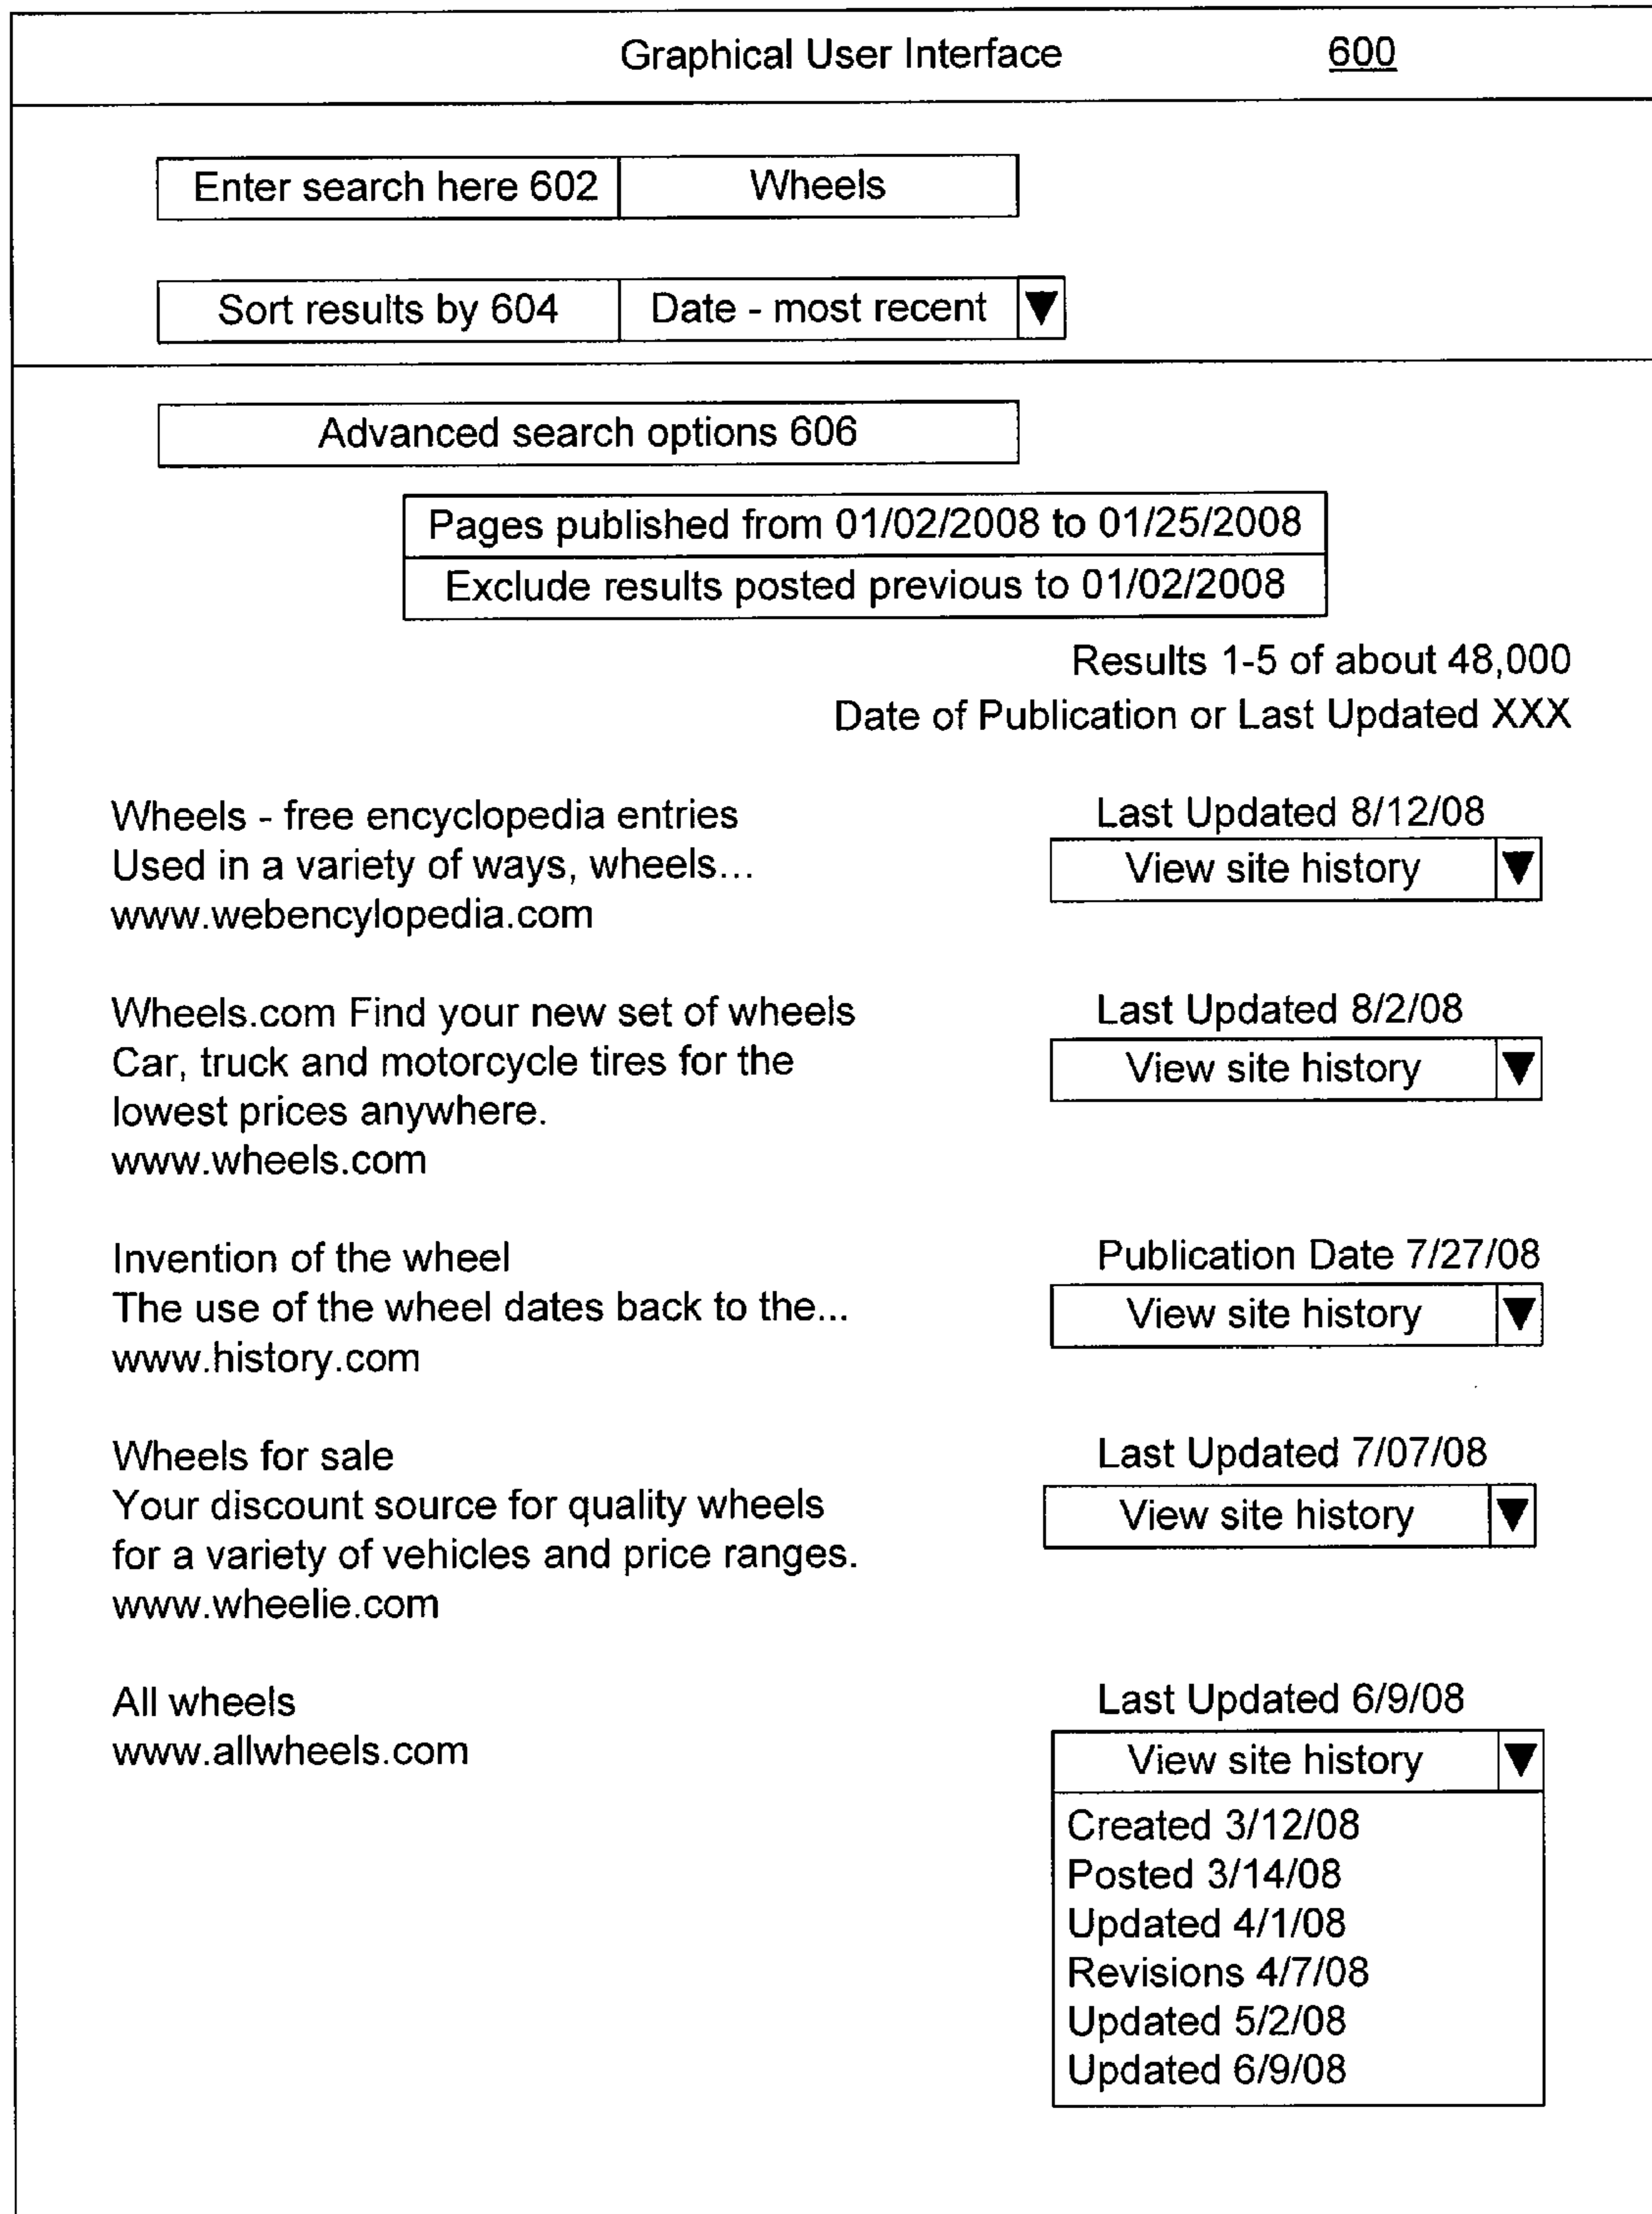 Graphical User Interface 600
Enter search here 602 Wheels
Sort results by 604 Date - most recent
Advanced search options 606
Pages published from 01/02/2008 to 01/25/2008
Exclude results posted previous to 01/02/2008
Results 1-5 of about 48,000
Date of Publication or Last Updated XXX
Wheels - free encyclopedia entries
Used in a variety of ways, wheels...
www.webencylopedia.com
Last Updated 8/12/08
View site history
Wheels.com Find your new set of wheels
Car, truck and motorcycle tires for the
lowest prices anywhere.
www.wheels.com
Last Updated 8/2/08
View site history
Invention of the wheel
The use of the wheel dates back to the...
www.history.com
Publication Date 7/27/08
View site history
Wheels for sale
Your discount source for quality wheels
for a variety of vehicles and price ranges.
www.wheelie.com
Last Updated 7/07/08
View site history
All wheels
www.allwheels.com
Last Updated 6/9/08
View site history
Created 3/12/08
Posted 3/14/08
Updated 4/1/08
Revisions 4/7/08
Updated 5/2/08
Updated 6/9/08